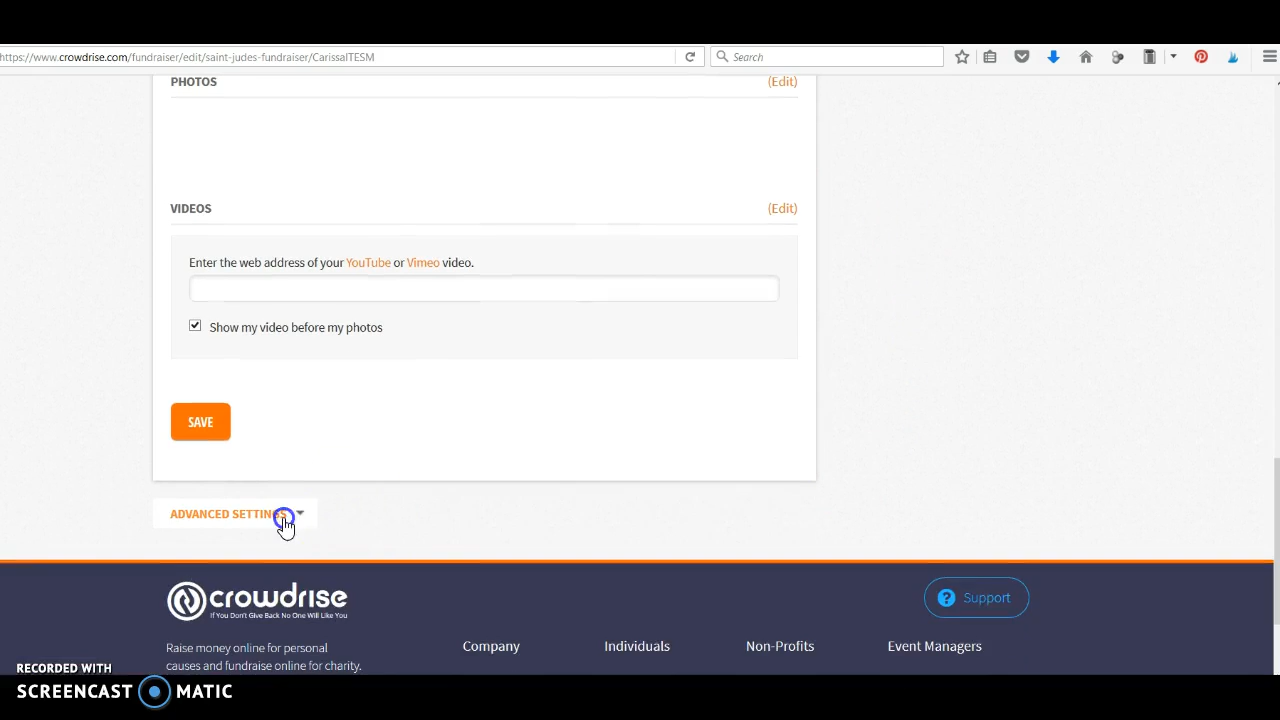 https://www.crowdrise.com/fundraiser/edit/saint-judes-fundraiser/CarissaITESM
Search
PHOTOS (Edit)
VIDEOS (Edit)
Enter the web address of your YouTube or Vimeo video.
Show my video before my photos
SAVE
ADVANCED SETTINGS
crowdrise
If You Don't Give Back No One Will Like You
? Support
Raise money online for personal
causes and fundraise online for charity.
Company Individuals Non-Profits Event Managers
RECORDED WITH
SCREENCAST MATIC